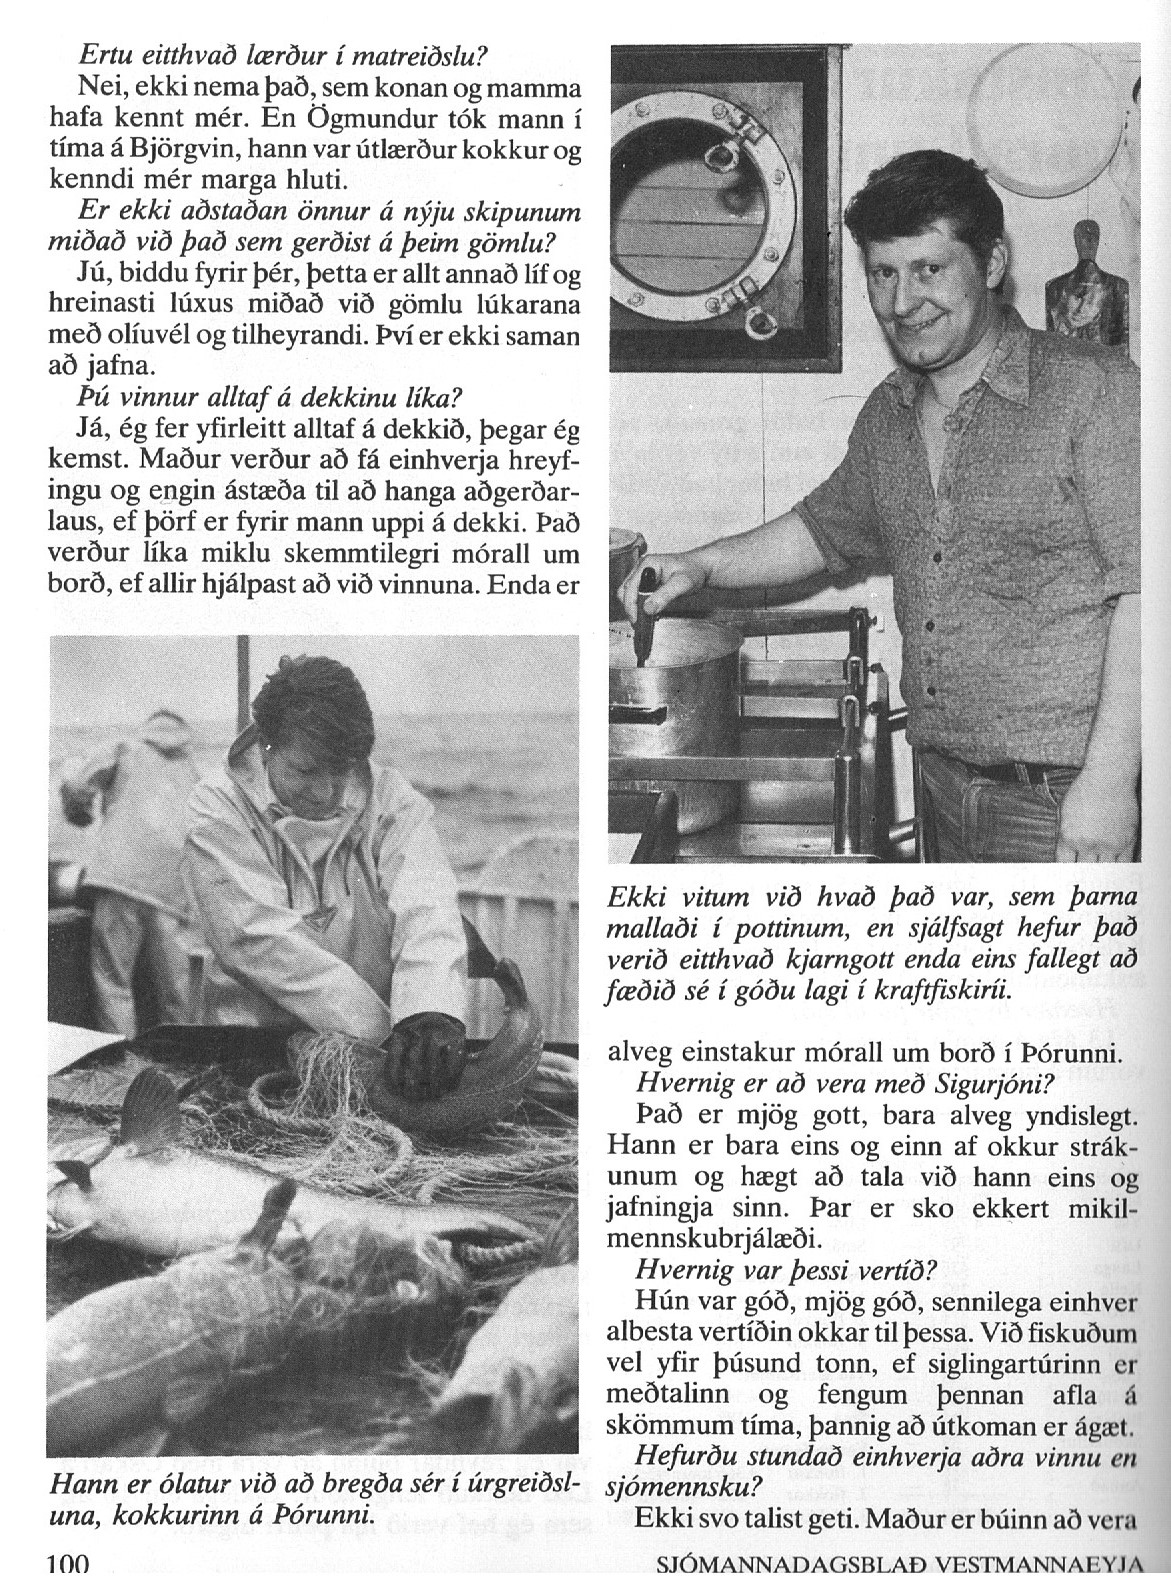 Ertu eitthvað lærður í matreiðslu?
Nei, ekki nema það, sem konan og mamma
hafa kennt mér. En Ögmundur tók mann í
tíma á Björgvin, hann var útlærður kokkur og
kenndi mér marga hluti.
Er ekki aðstaðan önnur á nýju skipunum
miðað við það sem gerðist á þeim gömlu?
Jú, biddu fyrir þér, þetta er allt annað líf og
hreinasti lúxus miðað við gömlu lúkarana
með olíuvél og tilheyrandi. Því er ekki saman
að jafna.
Þú vinnur alltaf á dekkinu líka?
Já, ég fer yfirleitt alltaf á dekkið, þegar ég
kemst. Maður verður að fá einhverja hreyf-
ingu og engin ástæða til að hanga aðgerðar-
laus, ef þörf er fyrir mann uppi á dekki. Það
verður líka miklu skemmtilegri mórall um
borð, ef allir hjálpast að við vinnuna. Enda er
Hann er ólatur við að bregða sér í úrgreiðsl-
una, kokkurinn á Þórunni.
Ekki vitum við hvað það var, sem þarna
mallaði í pottinum, en sjálfsagt hefur það
verið eitthvað kjarngott enda eins fallegt að
fæðið sé í góðu lagi í kraftfiskiríi.
alveg einstakur mórall um borð í Þórunni.
Hvernig er að vera með Sigurjóni?
Það er mjög gott, bara alveg yndislegt.
Hann er bara eins og einn af okkur strák-
unum og hægt að tala við hann eins og
jafningja sinn. Þar er sko ekkert mikil-
mennskubrjálæði.
Hvernig var þessi vertíð?
Hún var góð, mjög góð, sennilega einhver
albesta vertíðin okkar til þessa. Við fiskuðum
vel yfir þúsund tonn, ef siglingartúrinn er
meðtalinn og fengum þennan afla á
skömmum tíma, þannig að útkoman er ágæt.
Hefurðu stundað einhverja aðra vinnu en
sjómennsku?
Ekki svo talist geti. Maður er búinn að vera
100
SJÓMANNADAGSBLAÐ VESTMANNAEYJA